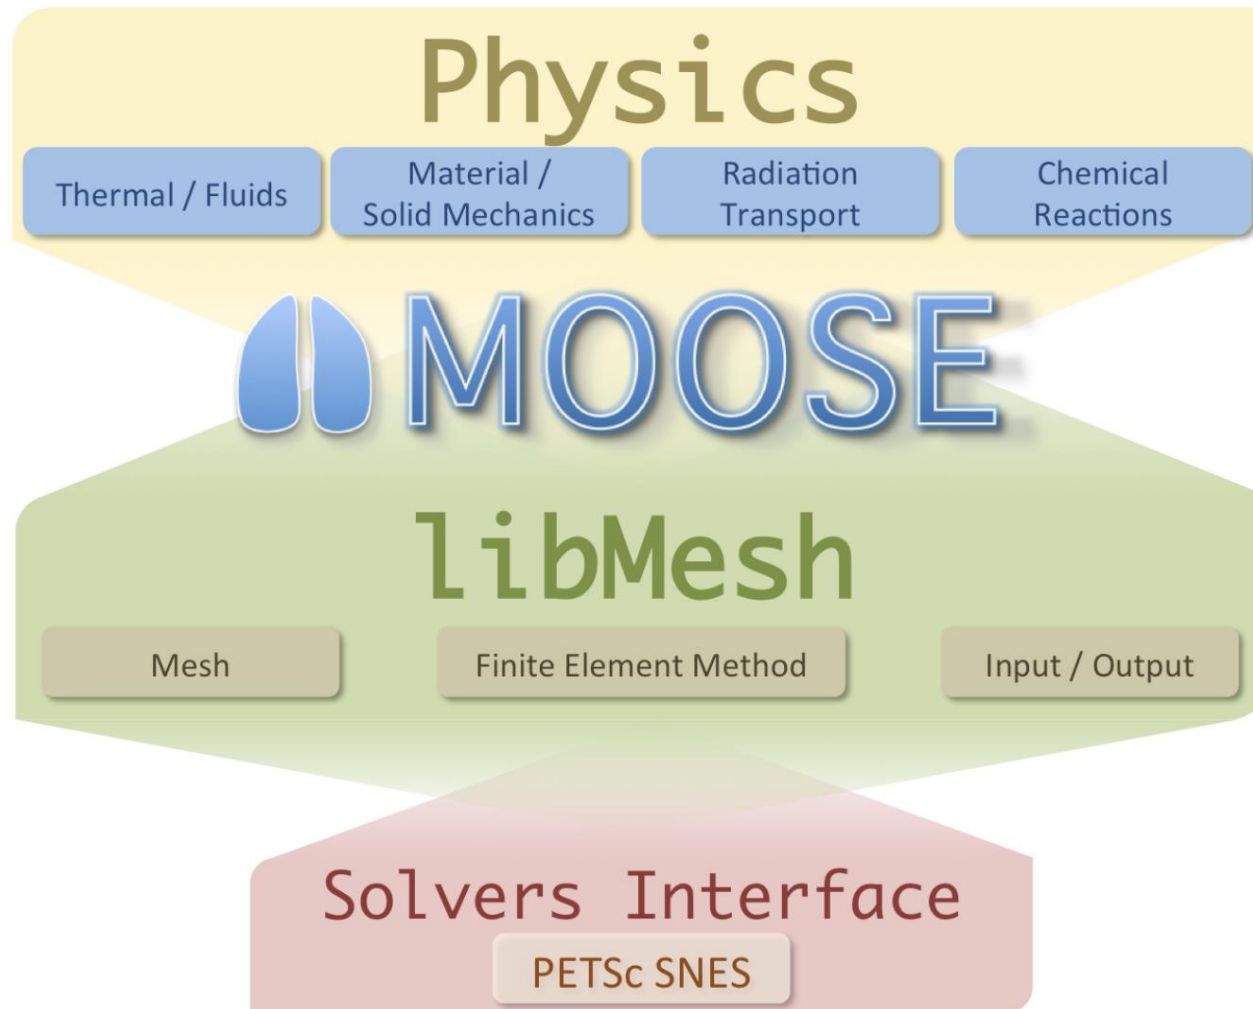 Physics
Thermal / Fluids
Material /
Solid Mechanics
Radiation
Transport
Chemical
Reactions
MOOSE
libMesh
Mesh
Finite Element Method
Input / Output
Solvers Interface
PETSc SNES